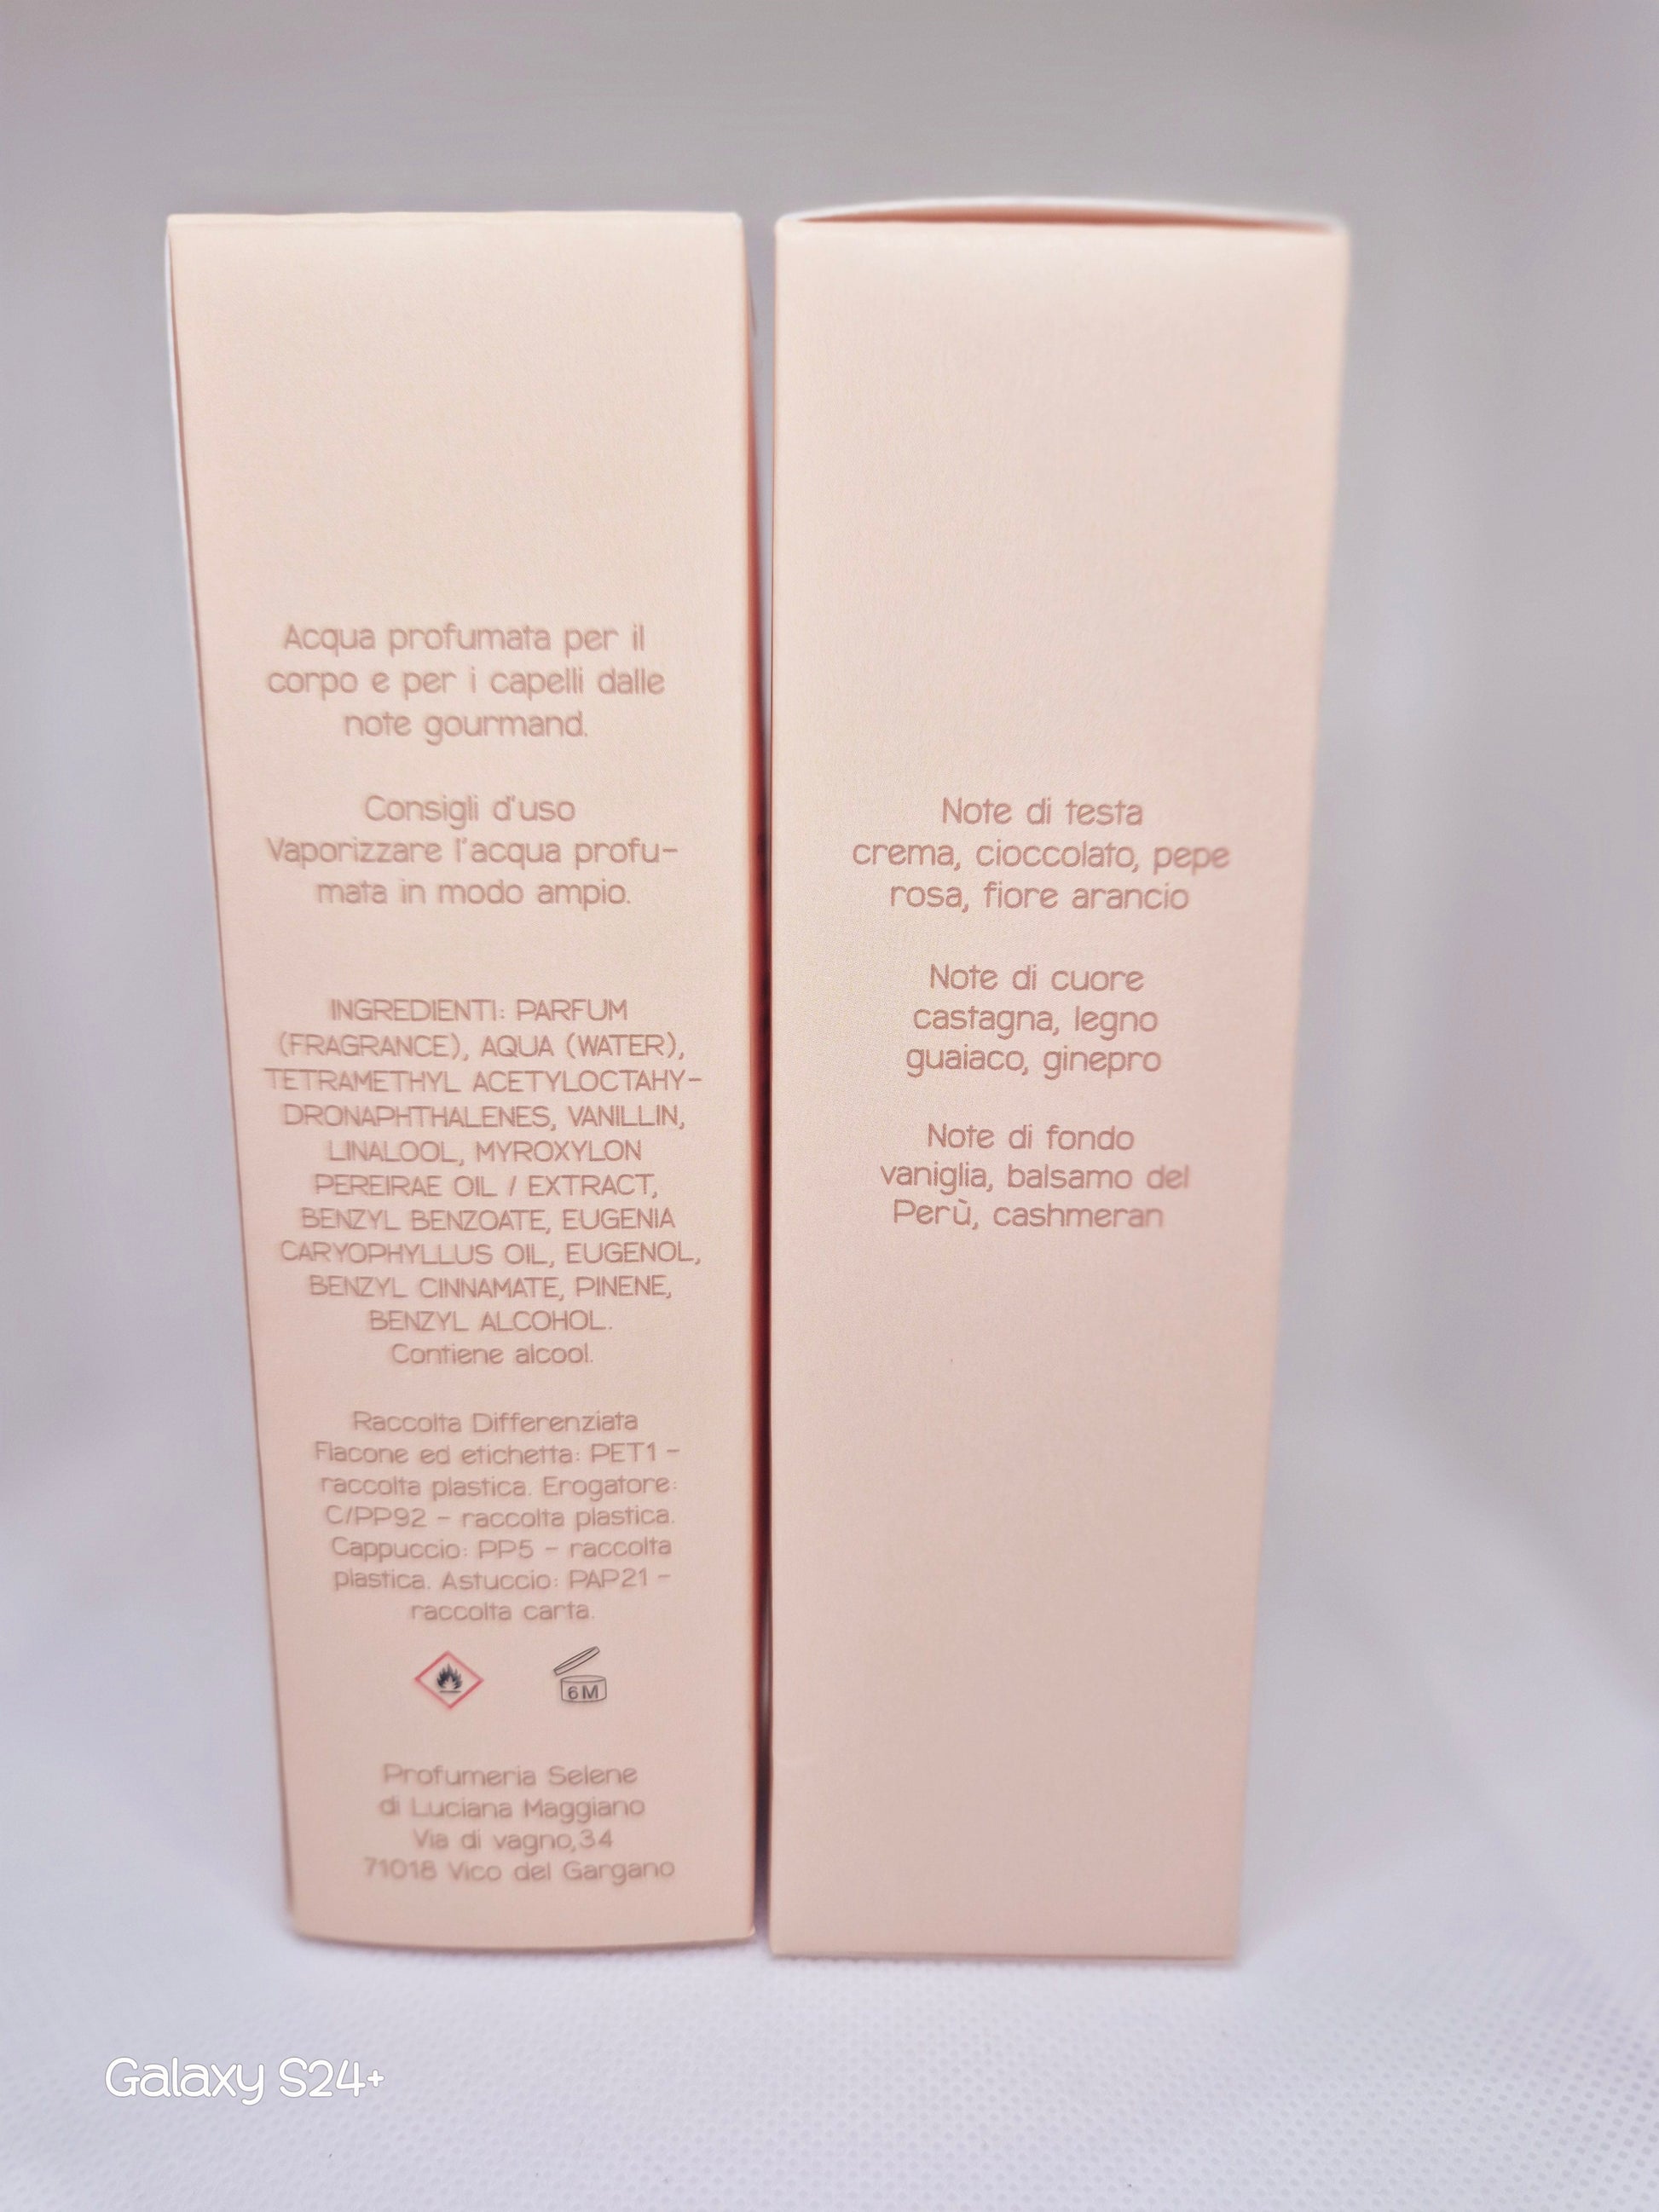 Acqua profumata per il
corpo e per i capelli dalle
note gourmand.
Consigli d'uso
Vaporizzare l'acqua profu-
mata in modo ampio.
INGREDIENTI: PARFUM
(FRAGRANCE), AQUA (WATER),
TETRAMETHYL ACETYLOCTAHY-
DRONAPHTHALENES, VANILLIN,
LINALOOL, MYROXYLON
PEREIRAE OIL / EXTRACT,
BENZYL BENZOATE, EUGENIA
CARYOPHYLLUS OIL, EUGENOL,
BENZYL CINNAMATE, PINENE,
BENZYL ALCOHOL.
Contiene alcool.
Raccolta Differenziata
Flacone ed etichetta: PET1 -
raccolta plastica. Erogatore:
C/PP92 - raccolta plastica.
Cappuccio: PP5 - raccolta
plastica. Astuccio: PAP21 -
raccolta carta.
6M
Profumeria Selene
di Luciana Maggiano
Via di vagno,34
71018 Vico del Gargano
Note di testa
crema, cioccolato, pepe
rosa, fiore arancio
Note di cuore
castagna, legno
guaiaco, ginepro
Note di fondo
vaniglia, balsamo del
Perù, cashmeran
Galaxy S24+